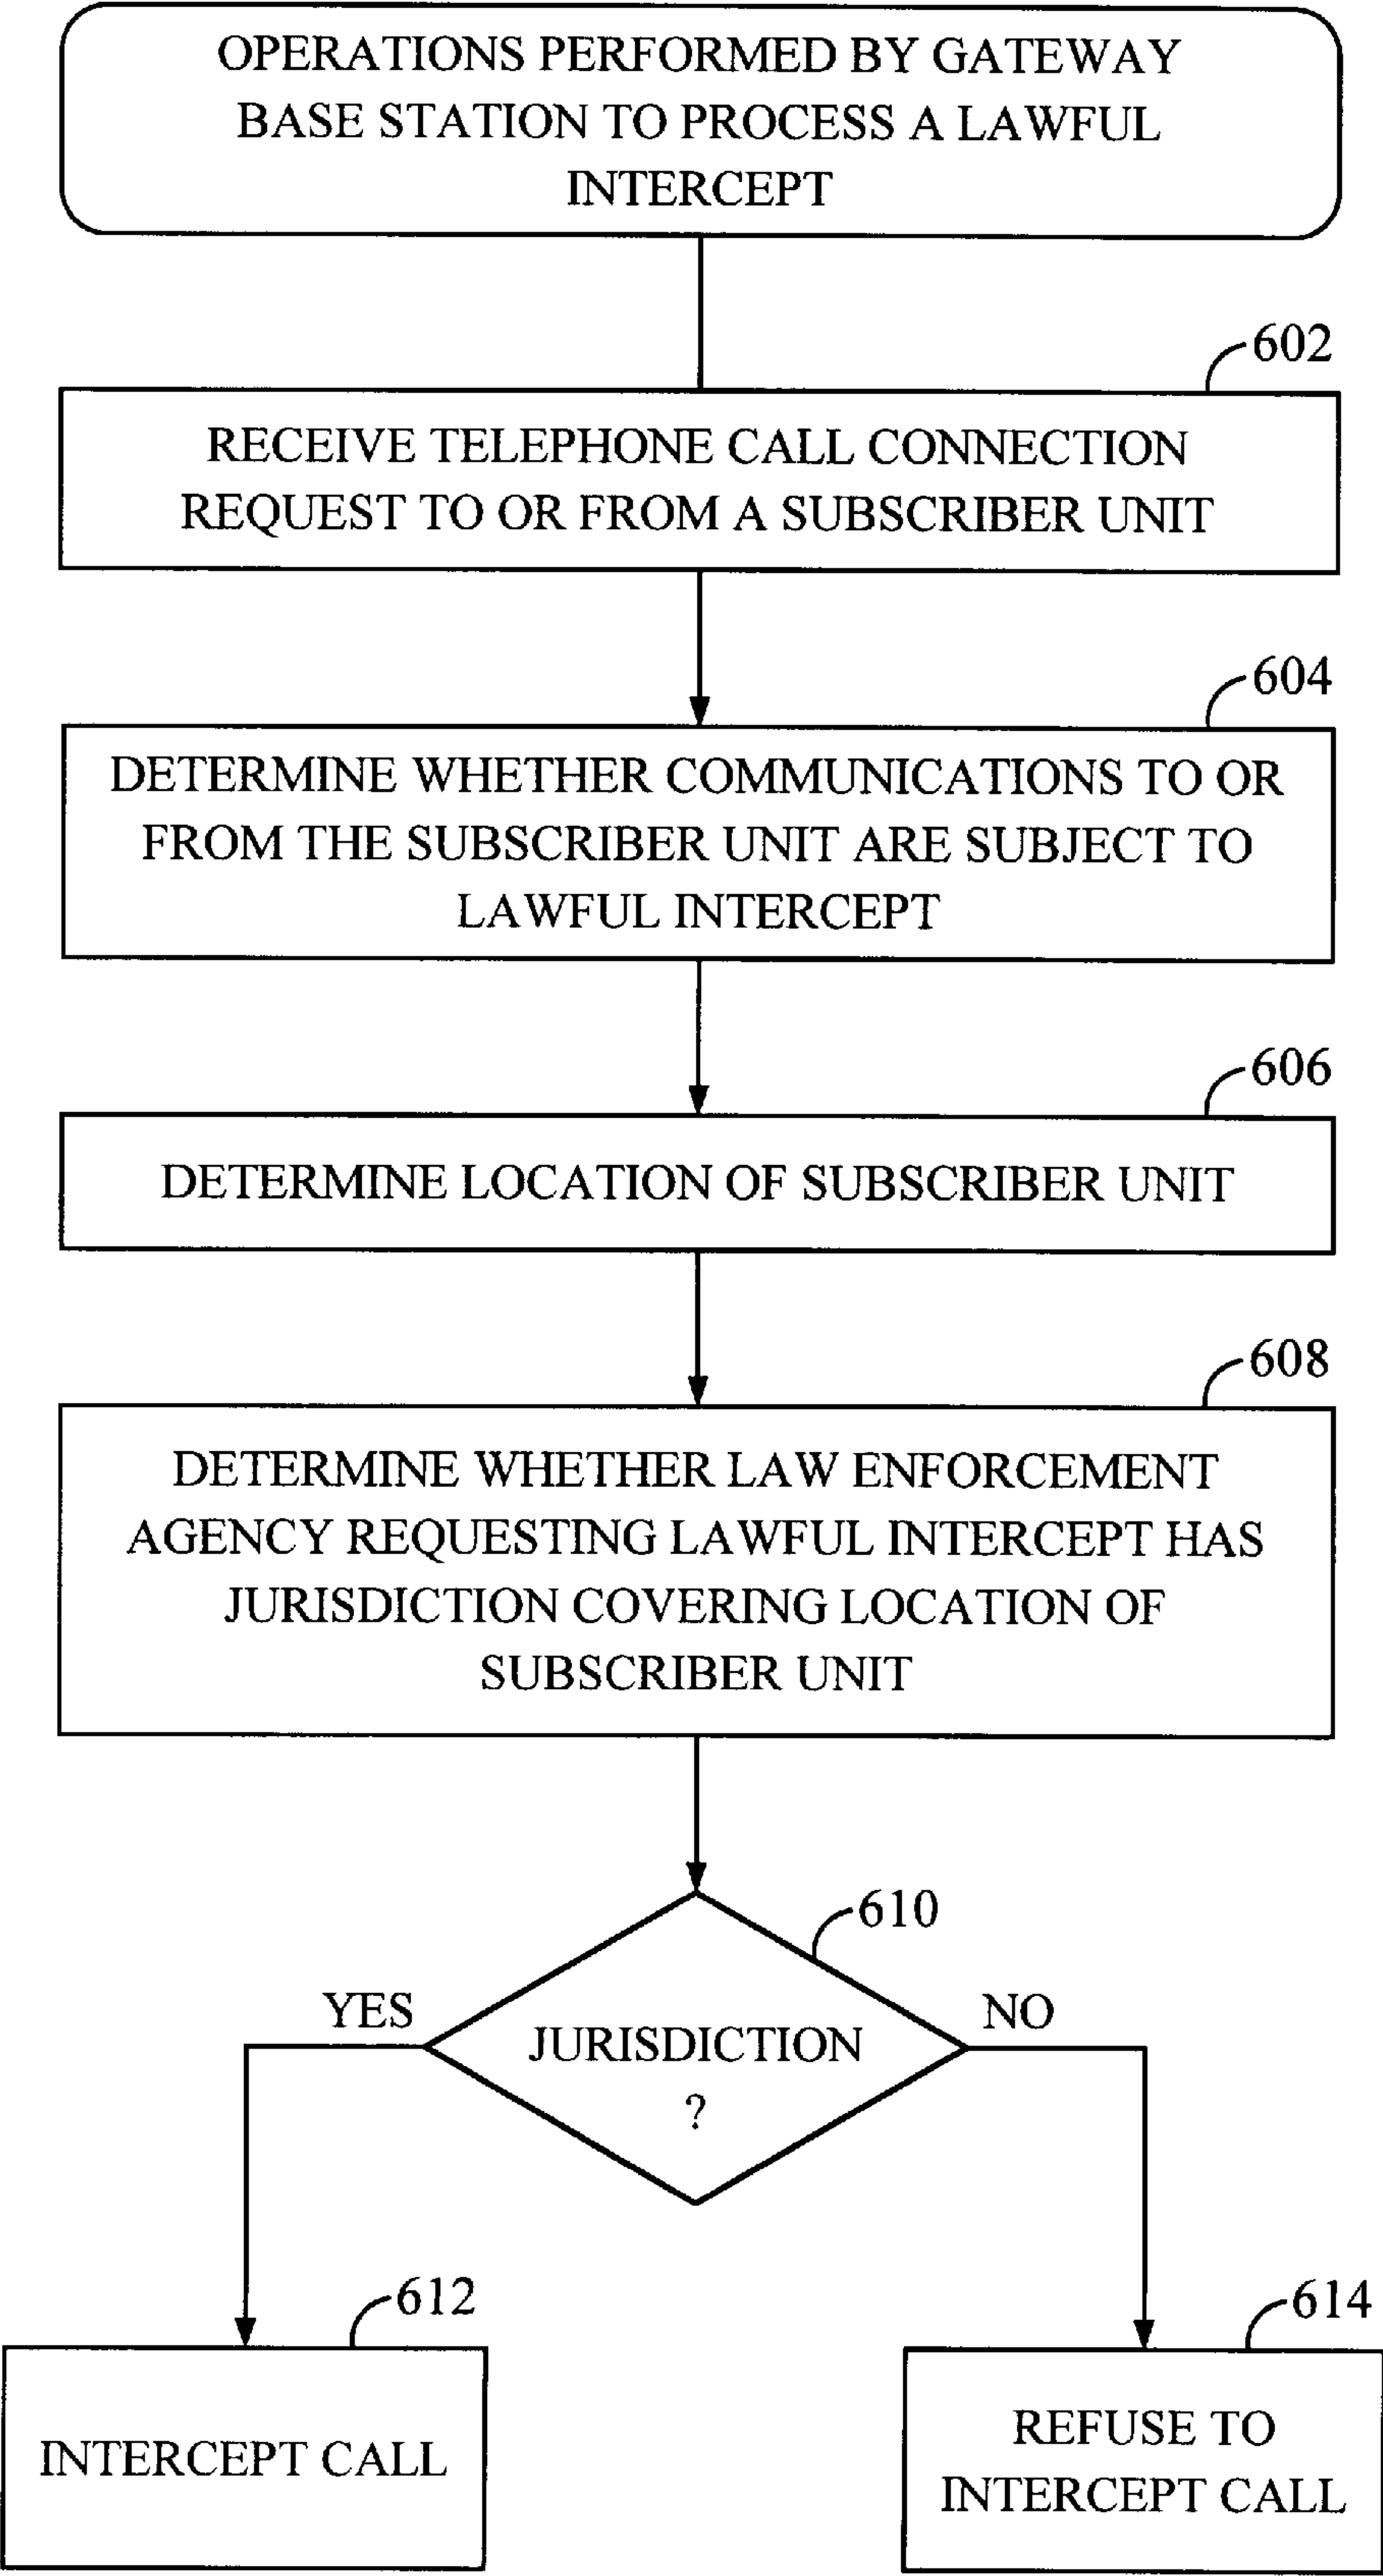 OPERATIONS PERFORMED BY GATEWAY
BASE STATION TO PROCESS A LAWFUL
INTERCEPT
602
RECEIVE TELEPHONE CALL CONNECTION
REQUEST TO OR FROM A SUBSCRIBER UNIT
604
DETERMINE WHETHER COMMUNICATIONS TO OR
FROM THE SUBSCRIBER UNIT ARE SUBJECT TO
LAWFUL INTERCEPT
606
DETERMINE LOCATION OF SUBSCRIBER UNIT
608
DETERMINE WHETHER LAW ENFORCEMENT
AGENCY REQUESTING LAWFUL INTERCEPT HAS
JURISDICTION COVERING LOCATION OF
SUBSCRIBER UNIT
610
YES
NO
JURISDICTION
?
612
INTERCEPT CALL
614
REFUSE TO
INTERCEPT CALL